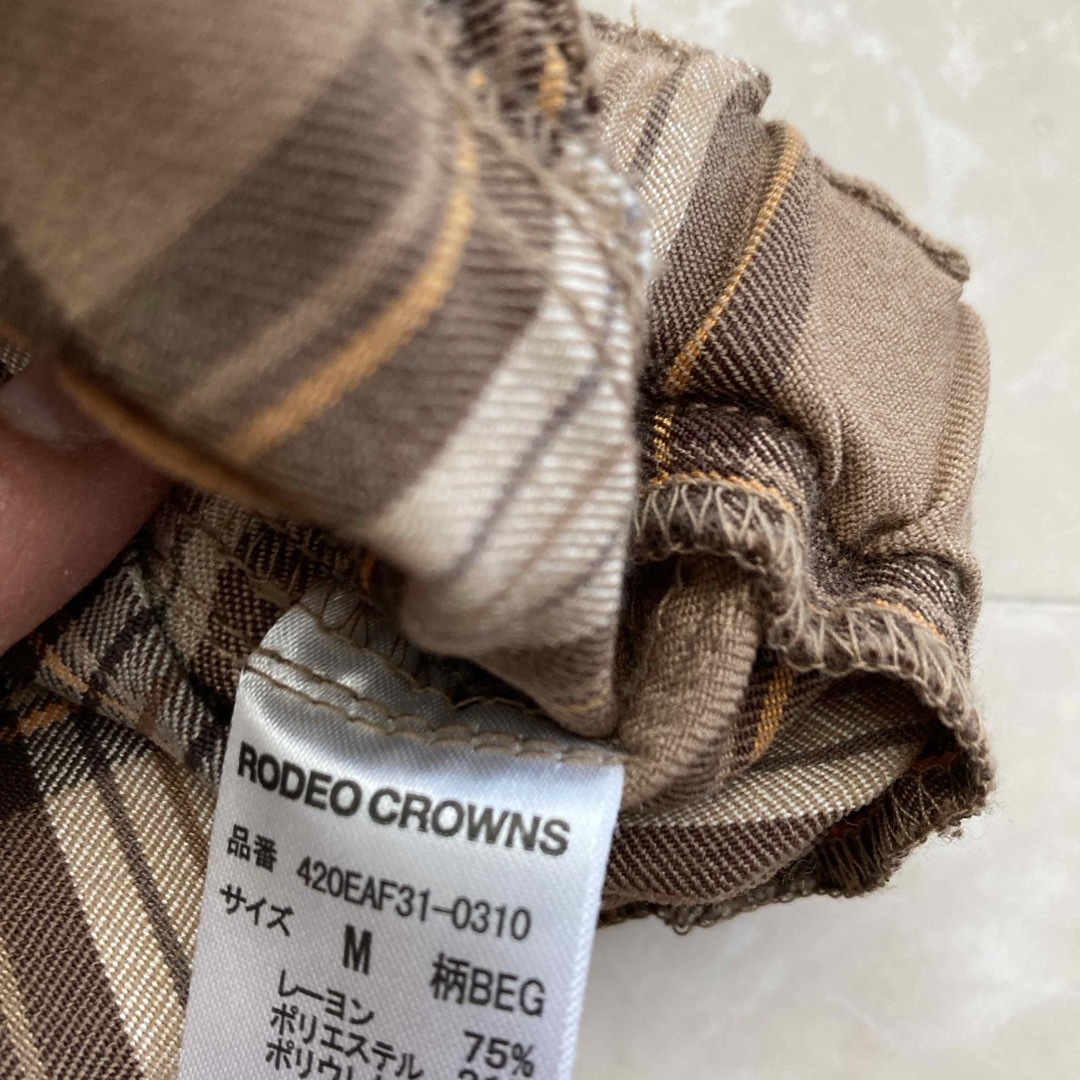 RODEO CROWNS
品番 420EAF31-0310
サイズ M 柄BEG
レーヨン 75%
ポリエステル